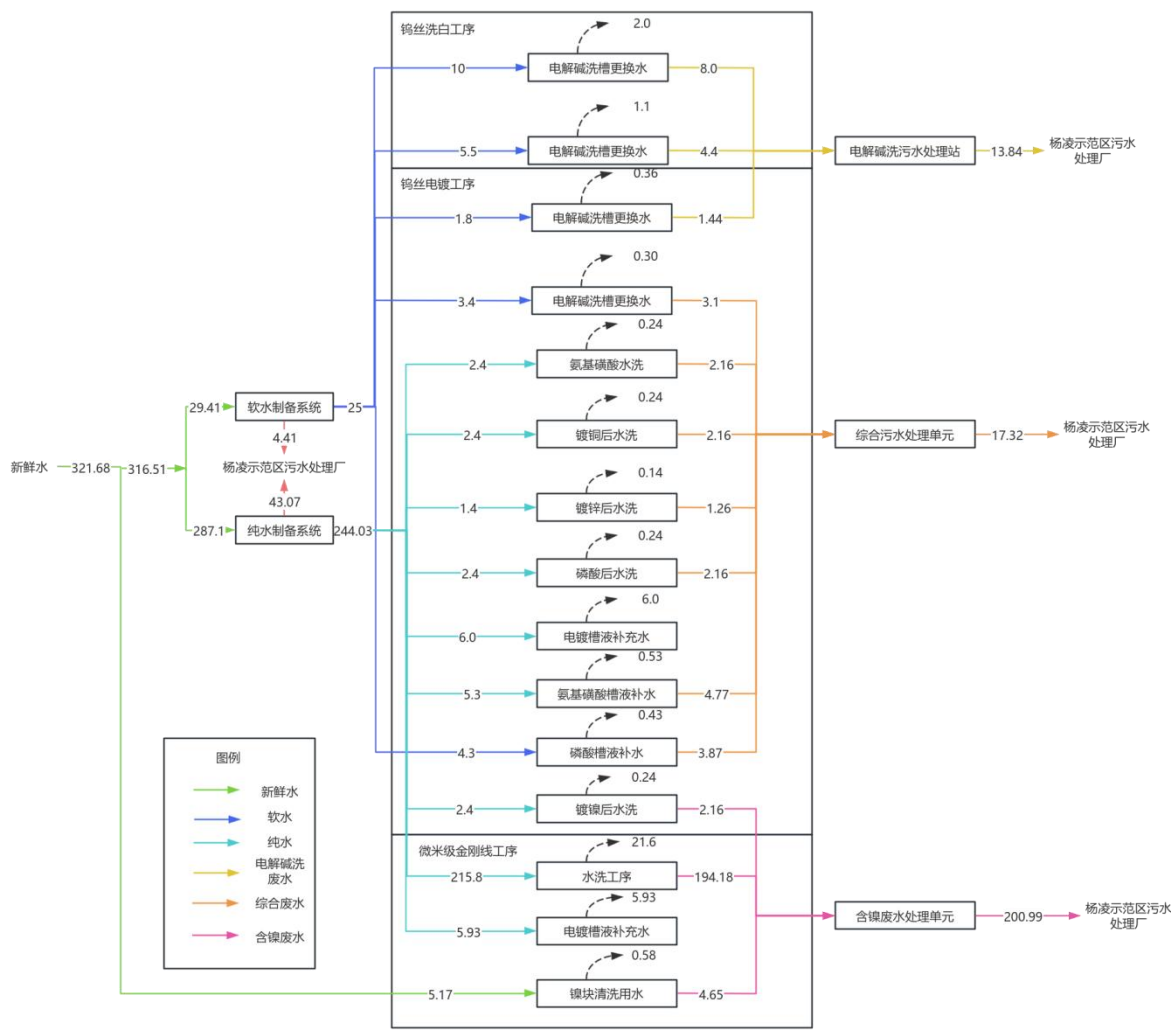 钨丝洗白工序
2.0
10
电解碱洗槽更换水
8.0
1.1
5.5
电解碱洗槽更换水
4.4
电解碱洗污水处理站
13.84
杨凌示范区污水
处理厂
钨丝电镀工序
0.36
1.8
电解碱洗槽更换水
1.44
0.30
3.4
电解碱洗槽更换水
3.1
0.24
2.4
氨基磺酸水洗
2.16
29.41
软水制备系统
25
4.41
0.24
2.4
镀铜后水洗
2.16
综合污水处理单元
17.32
杨凌示范区污水
处理厂
新鲜水
321.68
316.51
杨凌示范区污水处理厂
43.07
287.1
纯水制备系统
244.03
0.14
1.4
镀锌后水洗
1.26
0.24
2.4
磷酸后水洗
2.16
6.0
6.0
电镀槽液补充水
0.53
5.3
氨基磺酸槽液补水
4.77
0.43
4.3
磷酸槽液补水
3.87
0.24
2.4
镀镍后水洗
2.16
微米级金刚线工序
21.6
215.8
水洗工序
194.18
5.93
5.93
电镀槽液补充水
含镍废水处理单元
200.99
杨凌示范区污水
处理厂
0.58
5.17
镍块清洗用水
4.65
图例
新鲜水
软水
纯水
电解碱洗
废水
综合废水
含镍废水